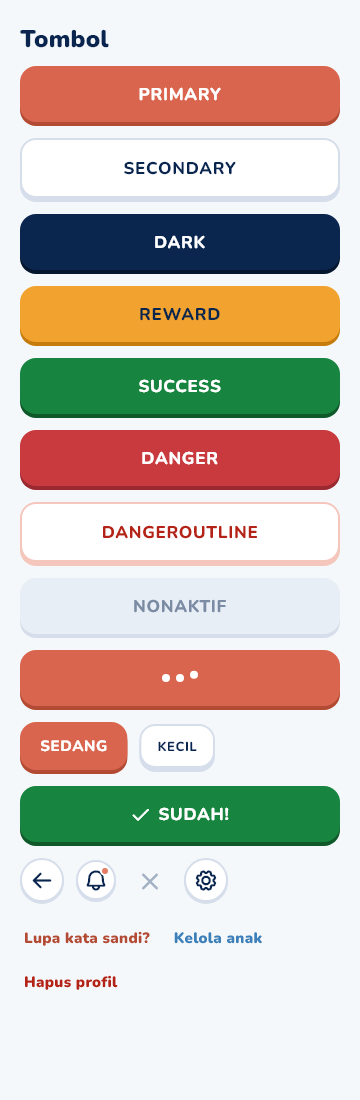 Tombol
PRIMARY
SECONDARY
DARK
REWARD
SUCCESS
DANGER
DANGEROUTLINE
NONAKTIF
SEDANG KECIL
SUDAH!
Lupa kata sandi? Kelola anak
Hapus profil